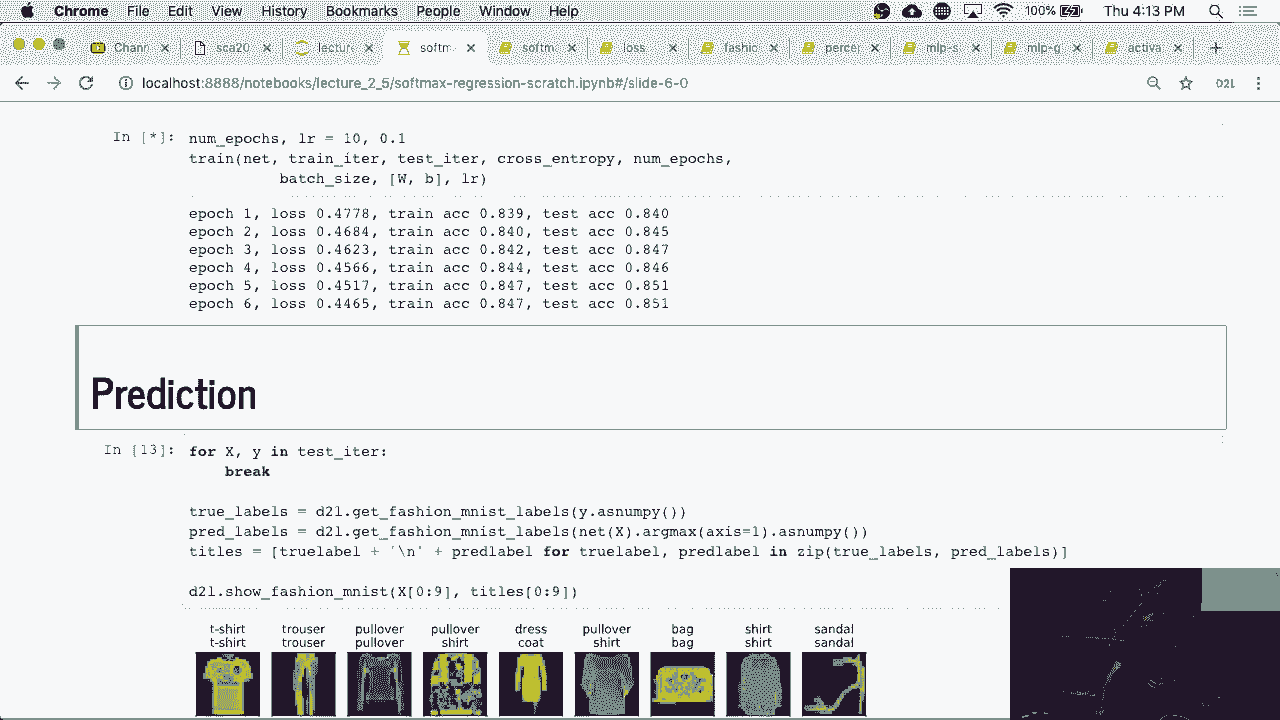 Chrome File Edit View History Bookmarks People Window Help 100% Thu 4:13 PM
Chann sca20 lecture softm softm loss fashic perce mlp-s mlp-g activa
localhost:8888/notebooks/lecture_2_5/softmax-regression-scratch.ipynb#/slide-6-0
In [*]: num_epochs, lr = 10, 0.1
train(net, train_iter, test_iter, cross_entropy, num_epochs,
batch_size, [W, b], lr)
epoch 1, loss 0.4778, train acc 0.839, test acc 0.840
epoch 2, loss 0.4684, train acc 0.840, test acc 0.845
epoch 3, loss 0.4623, train acc 0.842, test acc 0.847
epoch 4, loss 0.4566, train acc 0.844, test acc 0.846
epoch 5, loss 0.4517, train acc 0.847, test acc 0.851
epoch 6, loss 0.4465, train acc 0.847, test acc 0.851
Prediction
In [13]: for X, y in test_iter:
break
true_labels = d2l.get_fashion_mnist_labels(y.asnumpy())
pred_labels = d2l.get_fashion_mnist_labels(net(X).argmax(axis=1).asnumpy())
titles = [truelabel + '\n' + predlabel for truelabel, predlabel in zip(true_labels, pred_labels)]
d2l.show_fashion_mnist(X[0:9], titles[0:9])
t-shirt trouser pullover pullover dress pullover bag shirt sandal
t-shirt trouser pullover shirt coat shirt bag shirt sandal